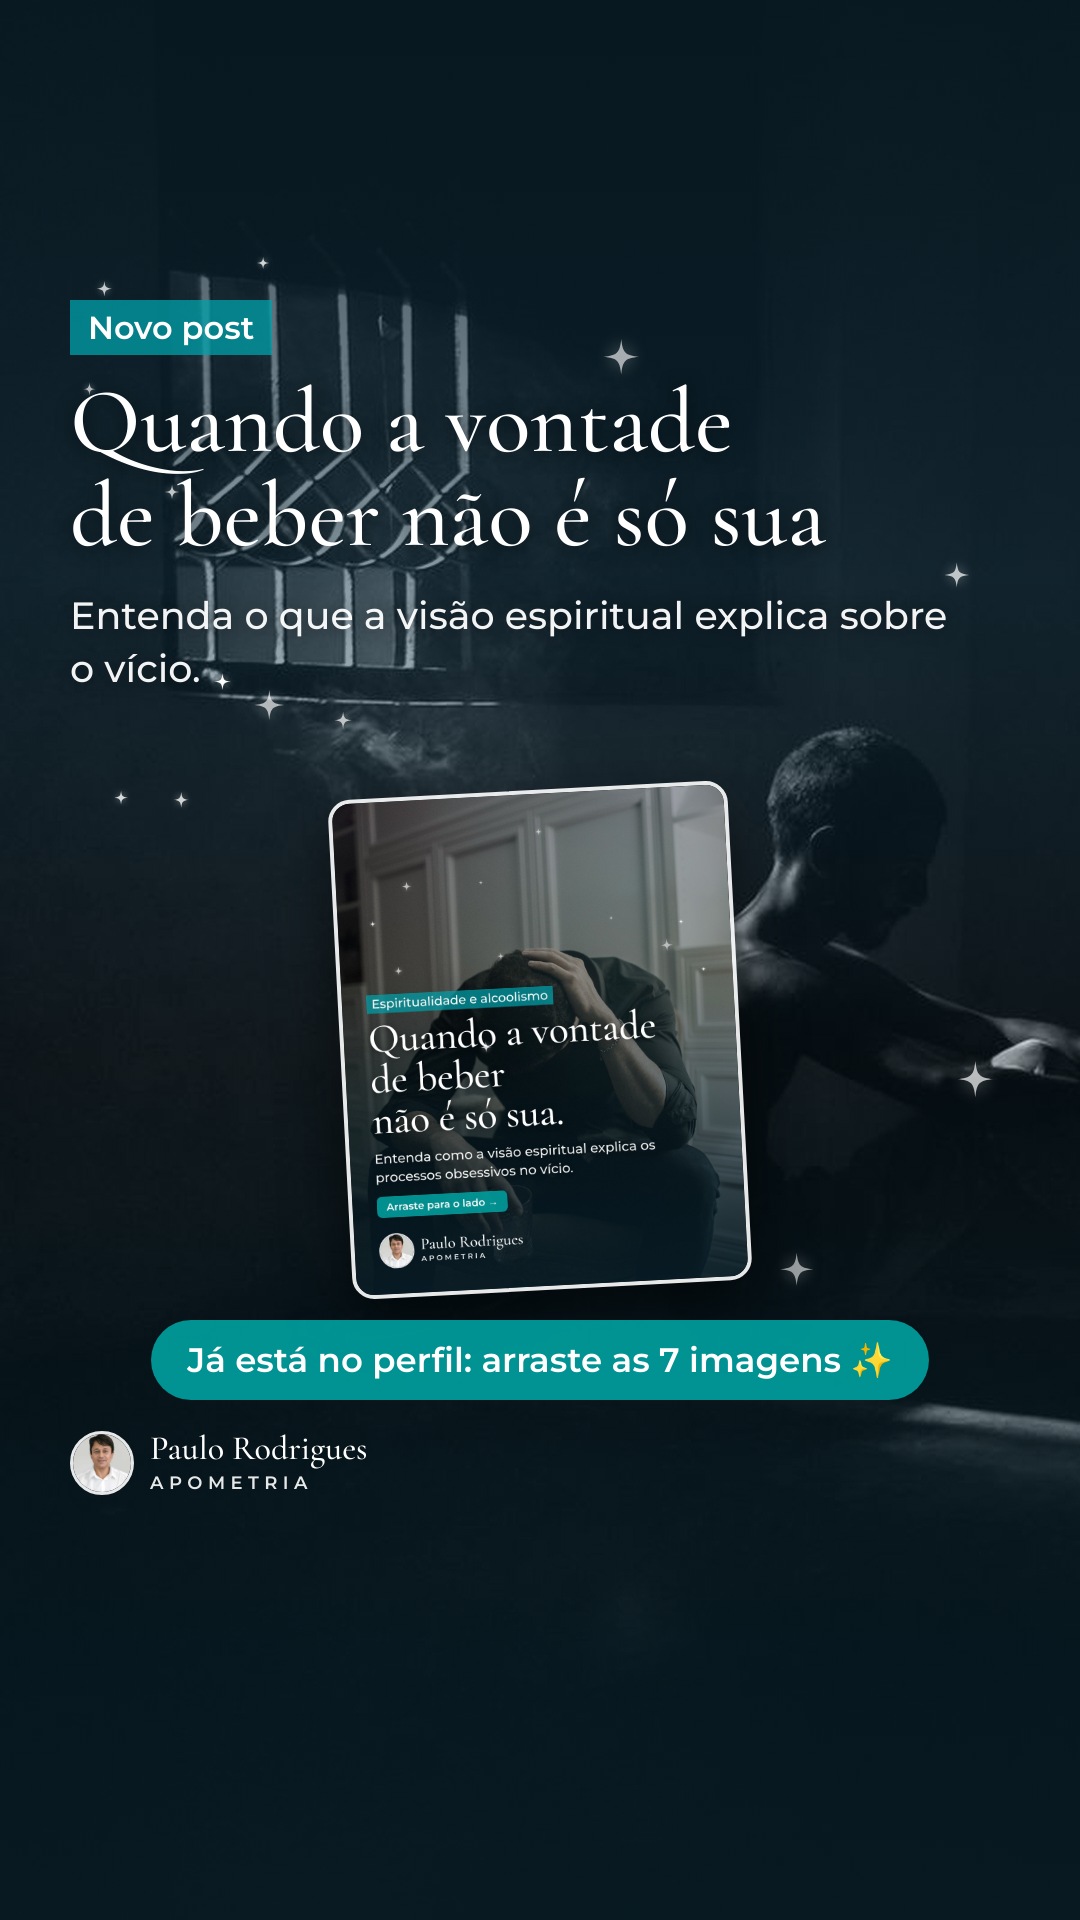 Novo post
Quando a vontade
de beber não é só sua
Entenda o que a visão espiritual explica sobre
o vício.
Espiritualidade e alcoolismo
Quando a vontade
de beber
não é só sua.
Entenda como a visão espiritual explica os
processos obsessivos no vício.
Arraste para o lado →
Paulo Rodrigues
APOMETRIA
Já está no perfil: arraste as 7 imagens ✨
Paulo Rodrigues
APOMETRIA